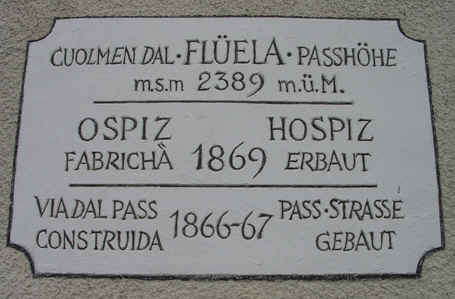 CUOLMEN DAL · FLÜELA · PASSHÖHE
m.s.m 2389 m.ü.M.
OSPIZ HOSPIZ
FABRICHÀ 1869 ERBAUT
VIA DAL PASS 1866-67 PASS·STRASSE
CONSTRUIDA GEBAUT